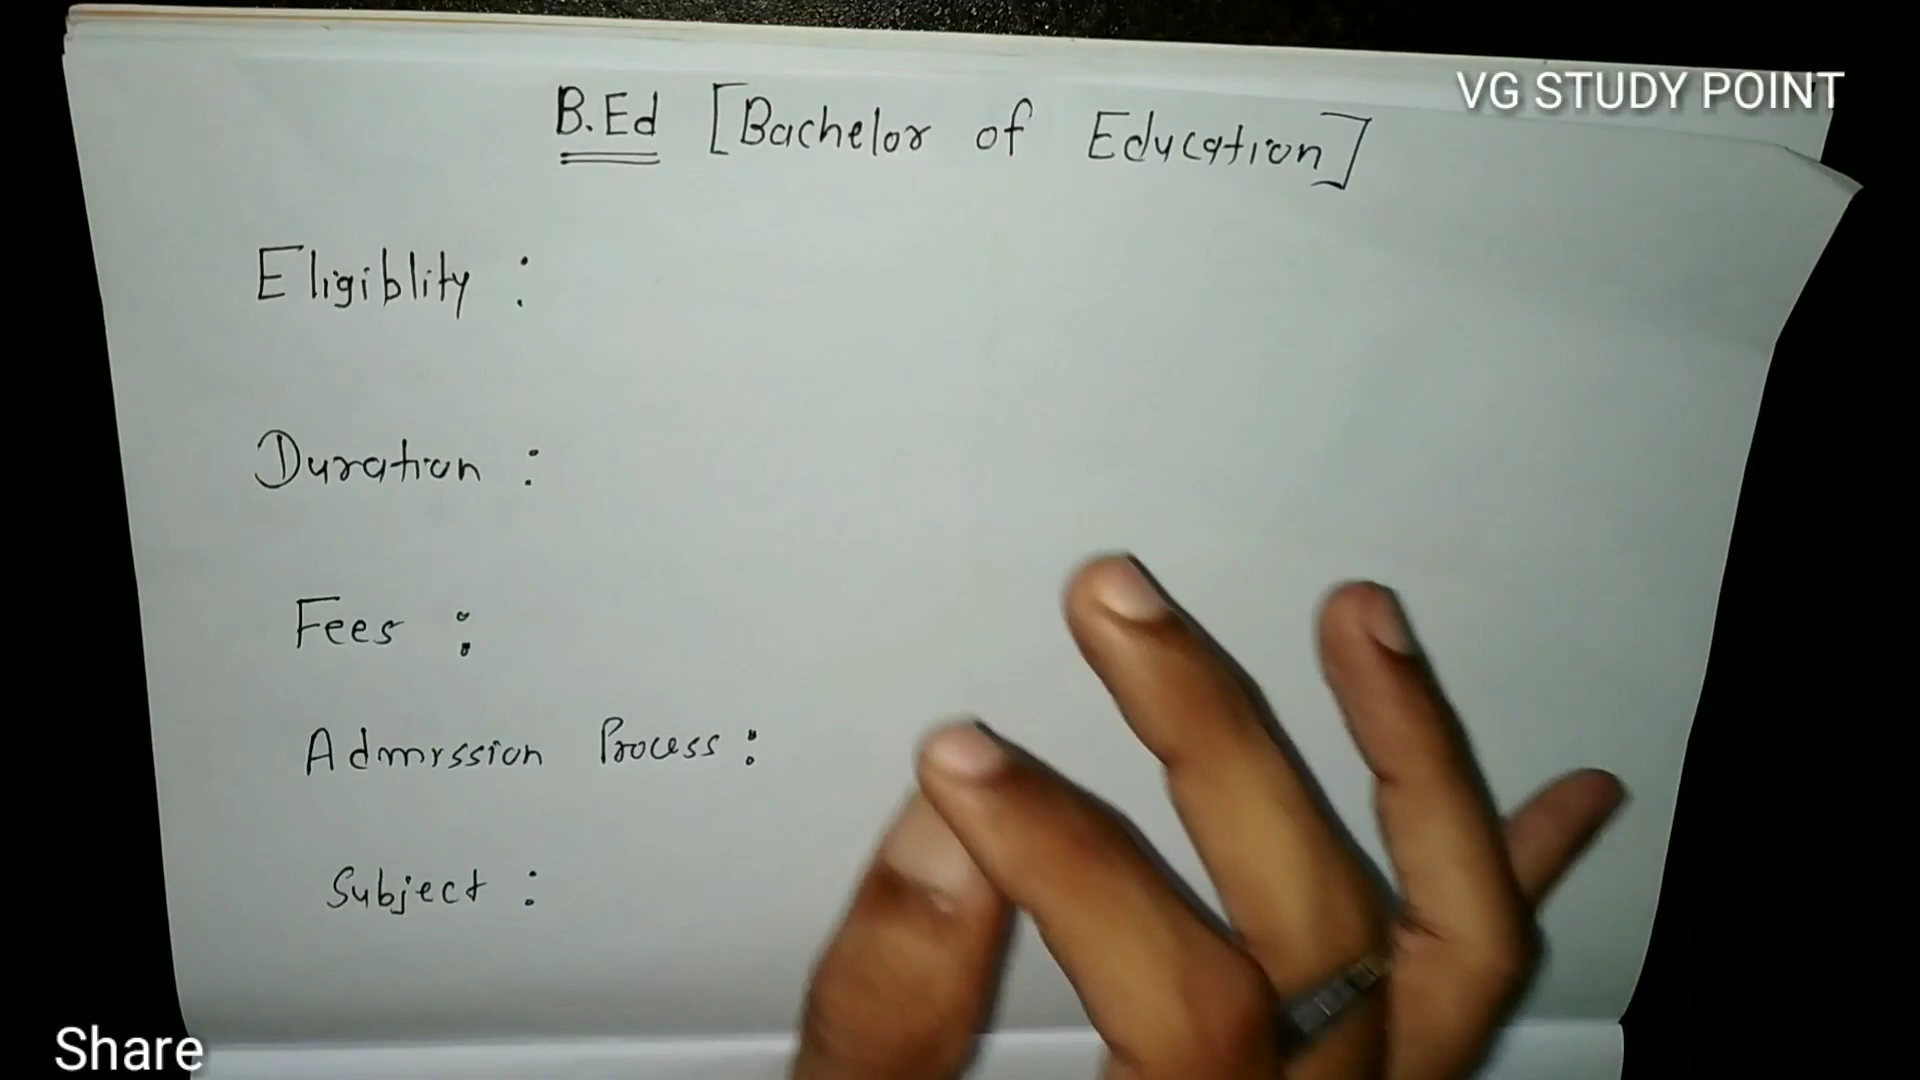 VG STUDY POINT
B.Ed [Bachelor of Education]
Eligiblity :
Duration :
Fees :
Admission Process :
Subject :
Share